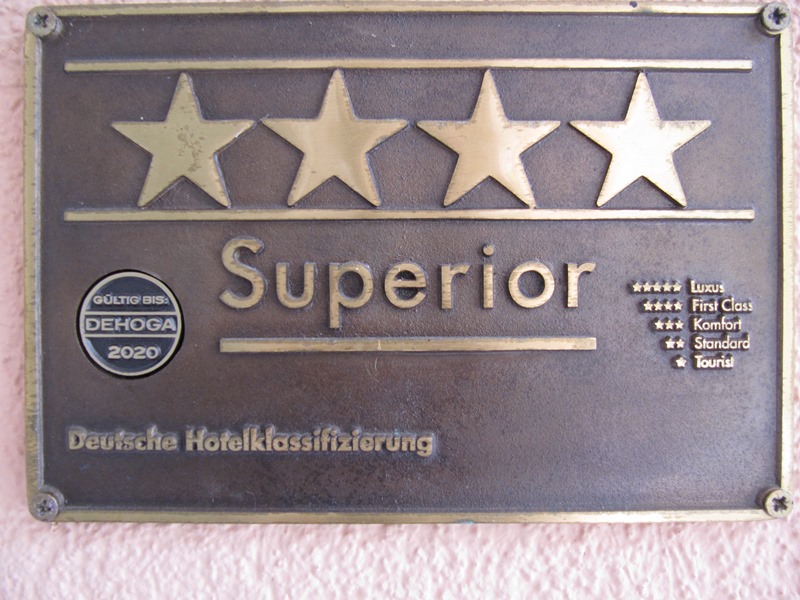 Superior
GÜLTIG BIS:
DEHOGA
2020
Luxus
First Class
Komfort
Standard
Tourist
Deutsche Hotelklassifizierung